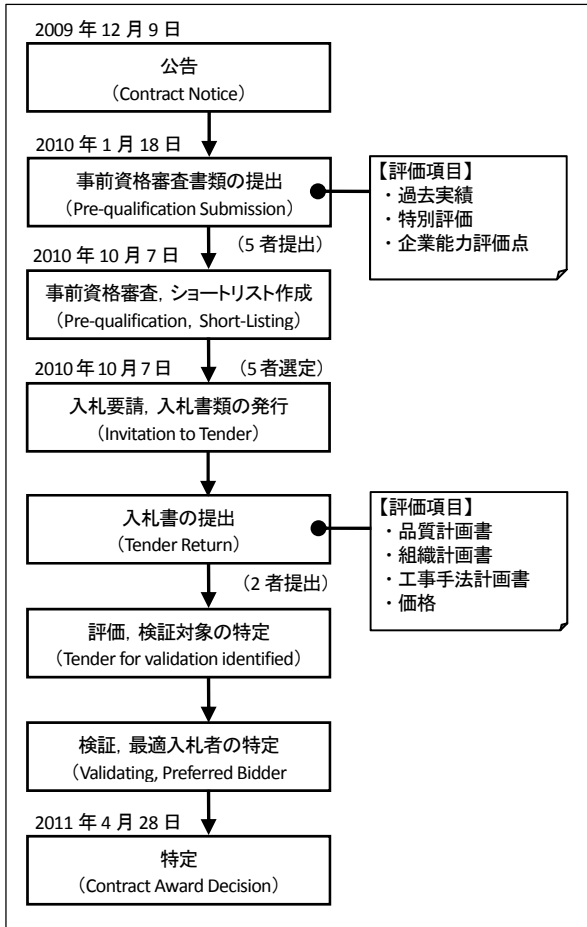 2009 年 12 月 9 日
公告
（Contract Notice）
2010 年 1 月 18 日
事前資格審査書類の提出
（Pre-qualification Submission）
【評価項目】
・過去実績
・特別評価
・企業能力評価点
（5 者提出）
2010 年 10 月 7 日
事前資格審査，ショートリスト作成
（Pre-qualification，Short-Listing）
2010 年 10 月 7 日
（5 者選定）
入札要請，入札書類の発行
（Invitation to Tender）
入札書の提出
（Tender Return）
【評価項目】
・品質計画書
・組織計画書
・工事手法計画書
・価格
（2 者提出）
評価，検証対象の特定
（Tender for validation identified）
検証，最適入札者の特定
（Validating, Preferred Bidder
2011 年 4 月 28 日
特定
（Contract Award Decision）